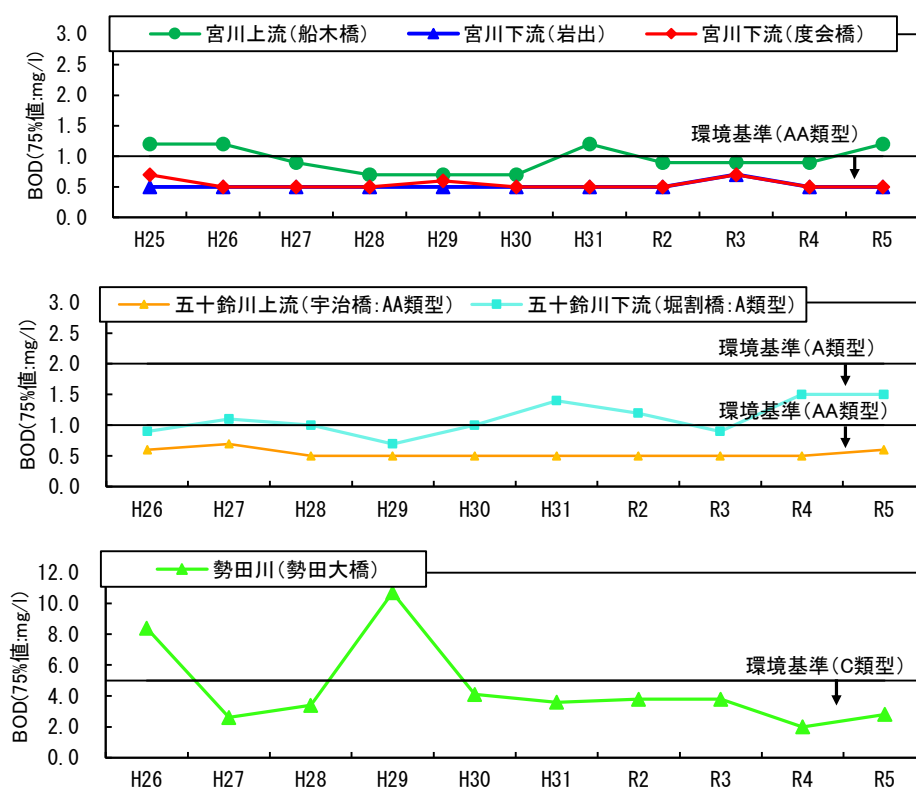 宮川上流(船木橋) 宮川下流(岩出) 宮川下流(度会橋)
BOD(75%値:mg/l)
3.0
2.5
2.0
1.5
1.0
0.5
0.0
環境基準(AA類型)
H25 H26 H27 H28 H29 H30 H31 R2 R3 R4 R5
五十鈴川上流(宇治橋:AA類型) 五十鈴川下流(堀割橋:A類型)
BOD(75%値:mg/l)
3.0
2.5
2.0
1.5
1.0
0.5
0.0
環境基準(A類型)
環境基準(AA類型)
H26 H27 H28 H29 H30 H31 R2 R3 R4 R5
勢田川(勢田大橋)
BOD(75%値:mg/l)
12.0
10.0
8.0
6.0
4.0
2.0
0.0
環境基準(C類型)
H26 H27 H28 H29 H30 H31 R2 R3 R4 R5